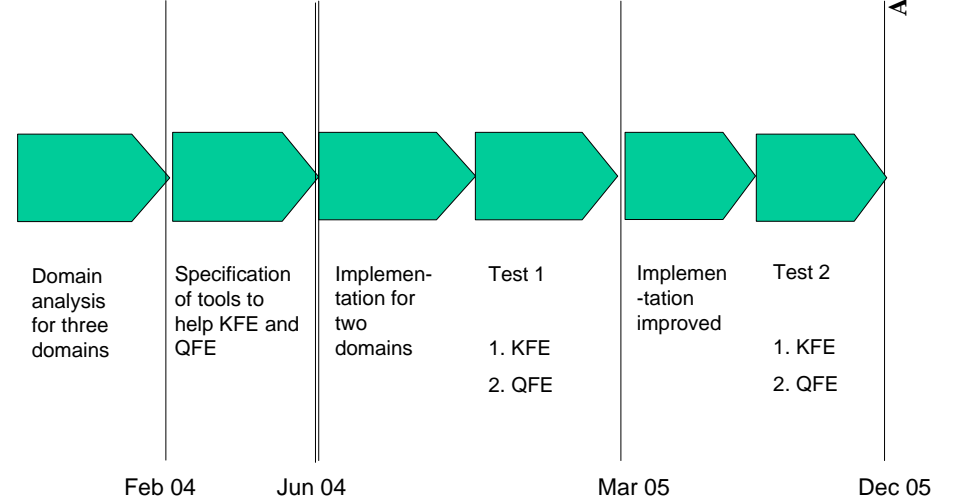 A
Domain
analysis
for three
domains
Specification
of tools to
help KFE and
QFE
Implemen-
tation for
two
domains
Test 1
1. KFE
2. QFE
Implemen
-tation
improved
Test 2
1. KFE
2. QFE
Feb 04
Jun 04
Mar 05
Dec 05